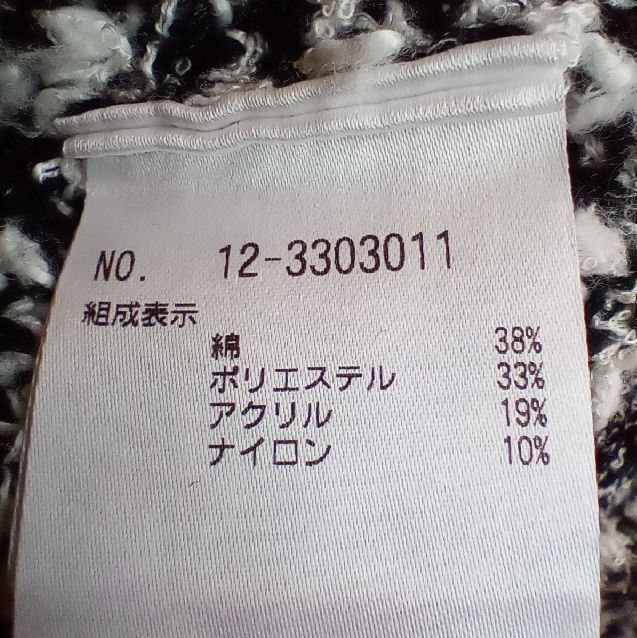 NO. 12-3303011
組成表示
綿 38%
ポリエステル 33%
アクリル 19%
ナイロン 10%